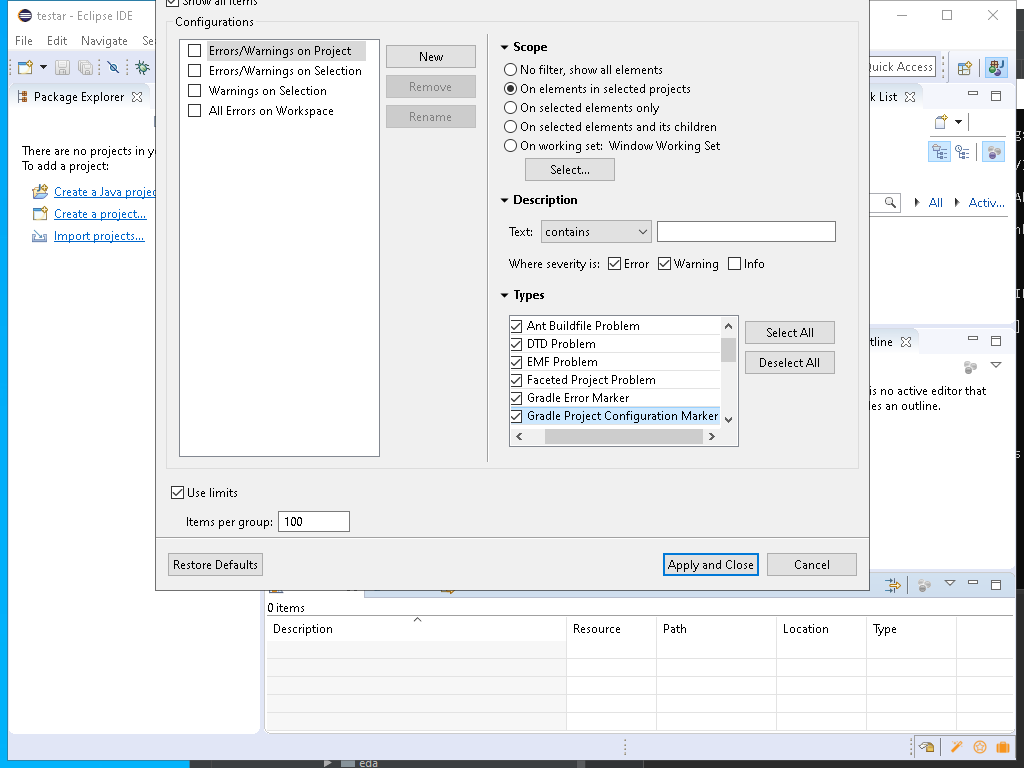 Show all items
testar - Eclipse IDE
Configurations
File Edit Navigate Se
Errors/Warnings on Project
New
Scope
Errors/Warnings on Selection
No filter, show all elements
Quick Access
Warnings on Selection
Remove
On elements in selected projects
Package Explorer
k List
All Errors on Workspace
Rename
On selected elements only
On selected elements and its children
There are no projects in y
On working set: Window Working Set
To add a project:
Select...
Create a Java projec
Description
All
Activ...
Create a project...
Text:
contains
Import projects...
Where severity is:
Error
Warning
Info
Types
Ant Buildfile Problem
Select All
DTD Problem
tline
EMF Problem
Deselect All
Faceted Project Problem
is no active editor that
Gradle Error Marker
des an outline.
Gradle Project Configuration Marker
Use limits
Items per group: 100
Restore Defaults
Apply and Close
Cancel
0 items
Description
Resource
Path
Location
Type
eda